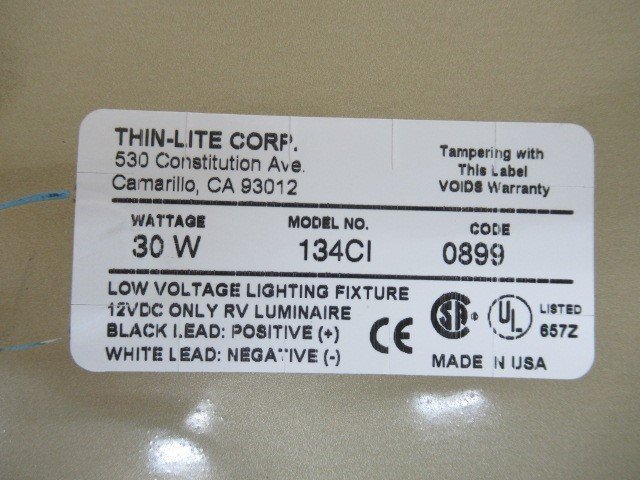 THIN-LITE CORP.
530 Constitution Ave.
Camarillo, CA 93012
Tampering with
This Label
VOIDS Warranty
WATTAGE MODEL NO. CODE
30 W 134CI 0899
LOW VOLTAGE LIGHTING FIXTURE
12VDC ONLY RV LUMINAIRE
BLACK LEAD: POSITIVE (+)
WHITE LEAD: NEGATIVE (-)
CE
SA
UL
LISTED
657Z
MADE IN USA